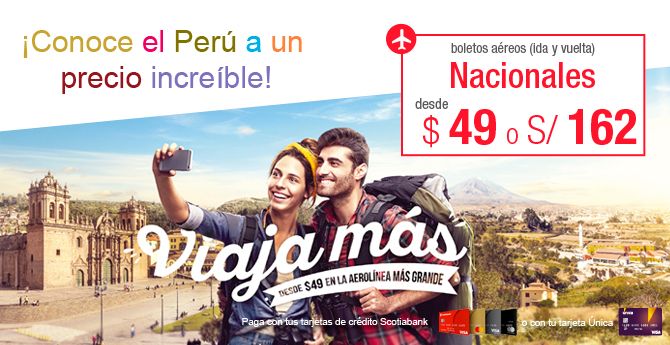 ¡Conoce el Perú a un
precio increíble!
boletos aéreos (ida y vuelta)
Nacionales
desde
$ 49 o S/ 162
Viaja más
DESDE $49 EN LA AEROLÍNEA MÁS GRANDE
Paga con tus tarjetas de crédito Scotiabank
o con tu tarjeta Única
VISA